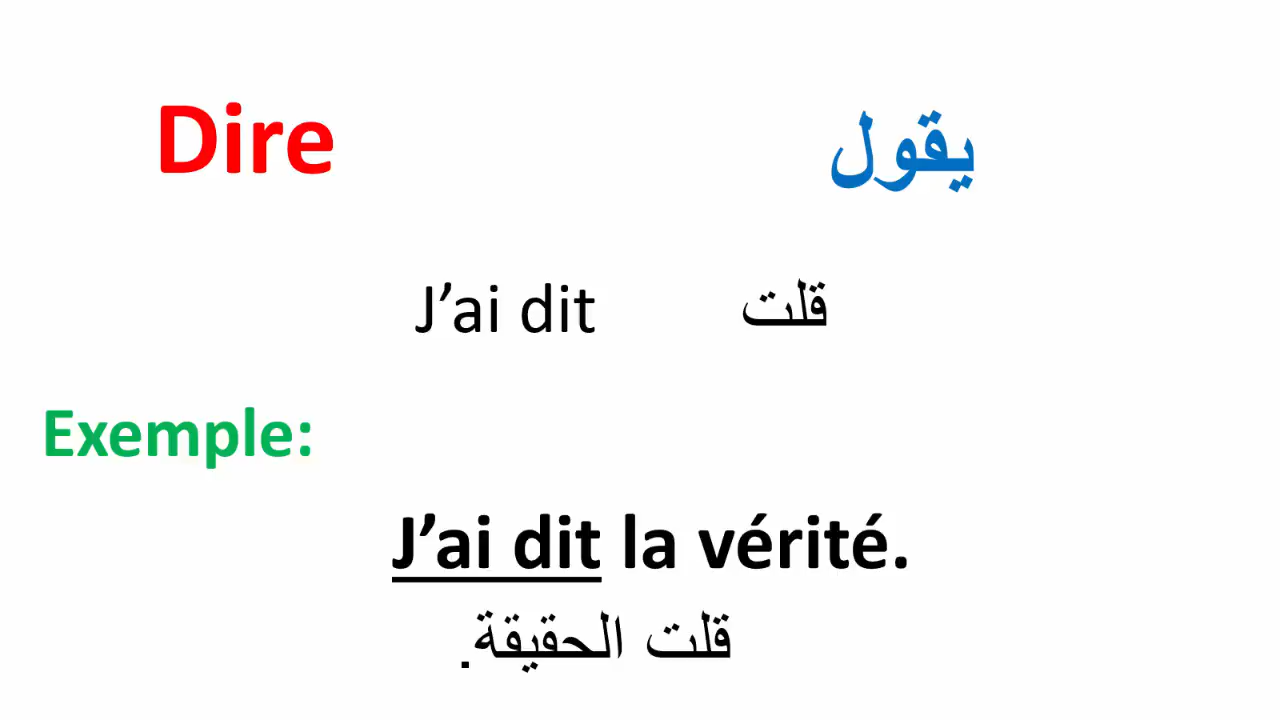 Dire يقول
J’ai dit قلت
Exemple:
J’ai dit la vérité.
قلت الحقيقة.